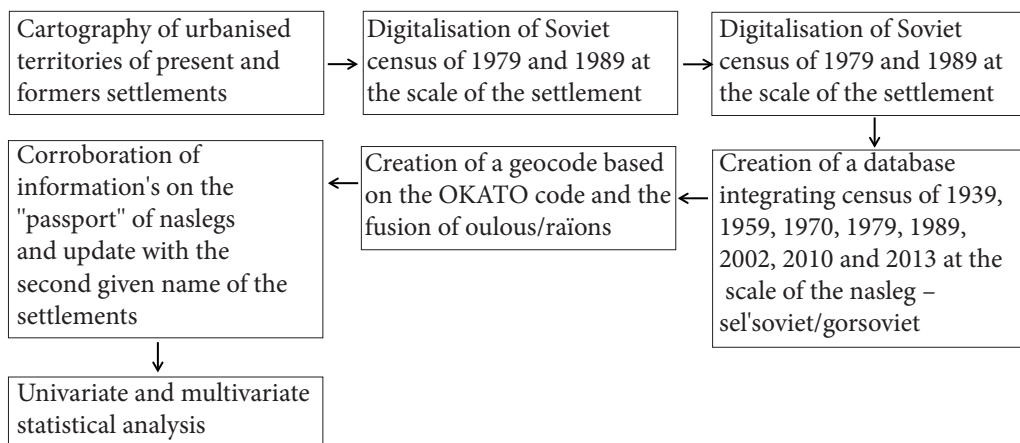 Cartography of urbanised
territories of present and
formers settlements
Digitalisation of Soviet
census of 1979 and 1989 at
the scale of the settlement
Digitalisation of Soviet
census of 1979 and 1989 at
the scale of the settlement
Creation of a database
integrating census of 1939,
1959, 1970, 1979, 1989,
2002, 2010 and 2013 at the
scale of the nasleg –
sel'soviet/gorsoviet
Creation of a geocode based
on the OKATO code and the
fusion of oulous/raïons
Corroboration of
information's on the
"passport" of naslegs
and update with the
second given name of the
settlements
Univariate and multivariate
statistical analysis